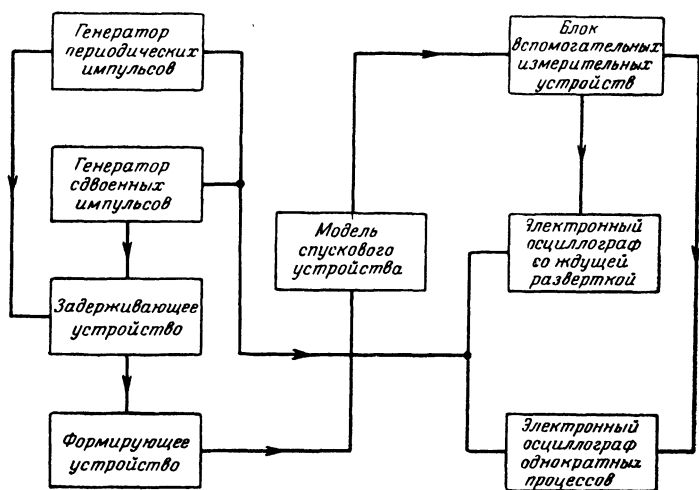 Генератор
периодических
импульсов
Генератор
сдвоенных
импульсов
Задерживающее
устройство
Формирующее
устройство
Модель
спускового
устройства
Блок
вспомогательных
измерительных
устройств
Электронный
осциллограф
со ждущей
разверткой
Электронный
осциллограф
однократных
процессов